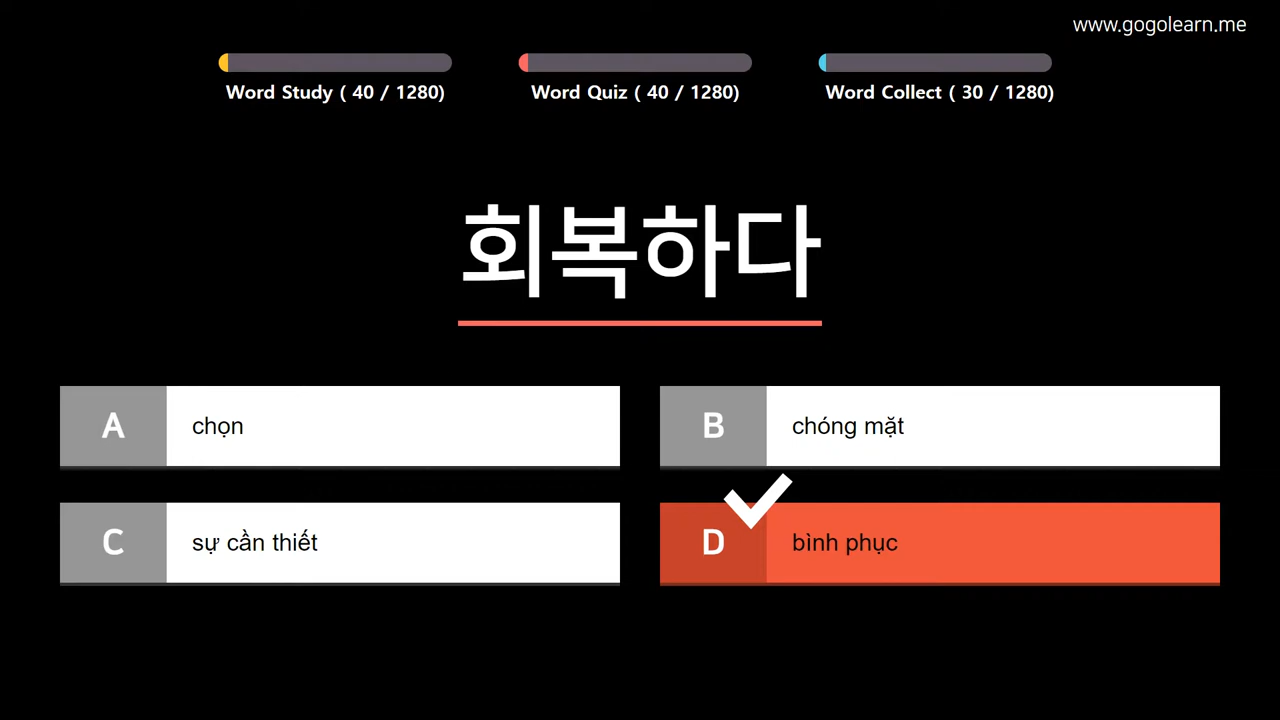 www.gogolearn.me
Word Study ( 40 / 1280)
Word Quiz ( 40 / 1280)
Word Collect ( 30 / 1280)
회복하다
A chọn
B chóng mặt
C sự cần thiết
D bình phục